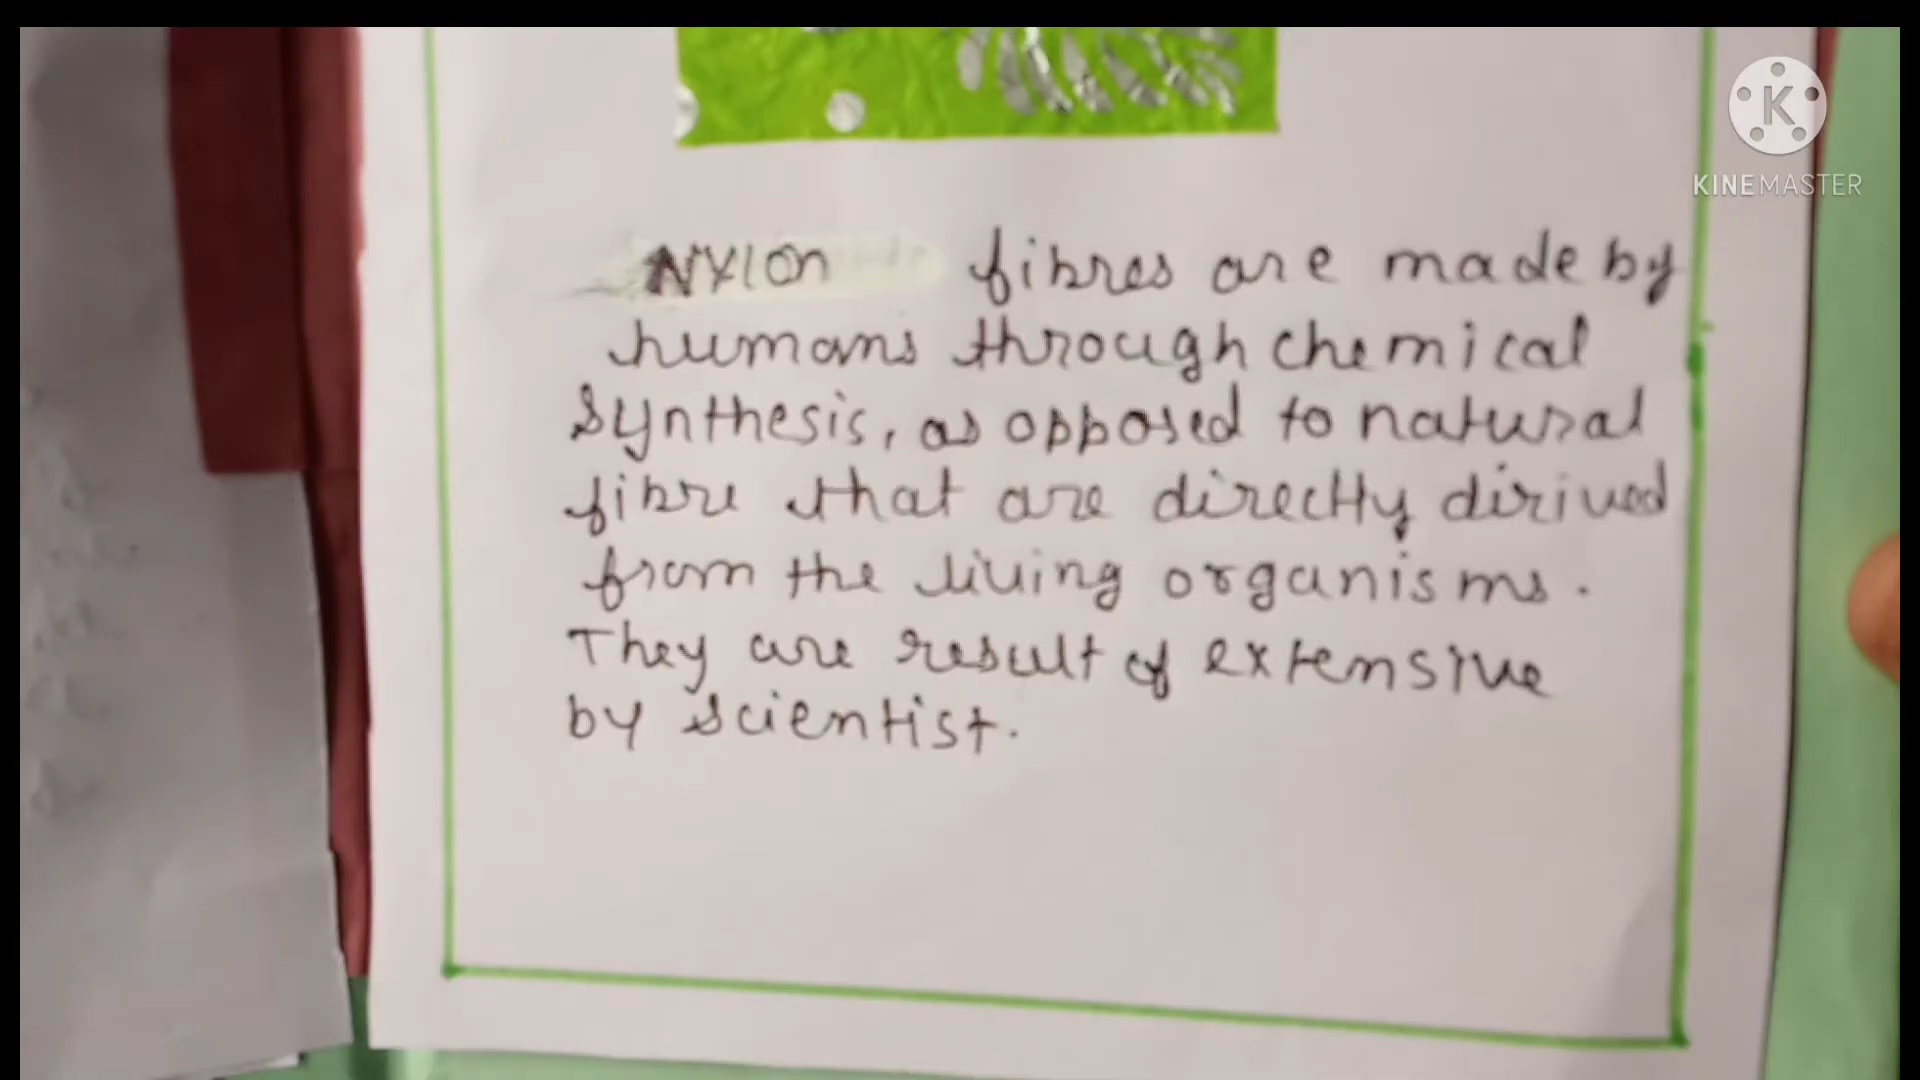 KINEMASTER
Nylon fibres are made by
humans through chemical
synthesis, as opposed to natural
fibre that are directly dirived
from the living organisms.
They are result of extensive
by scientist.